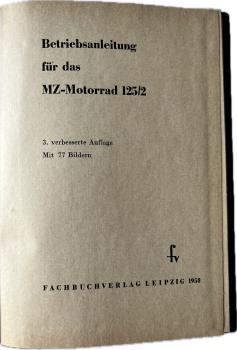 Betriebsanleitung
für das
MZ-Motorrad 125/2
3. verbesserte Auflage
Mit 77 Bildern
fv
FACHBUCHVERLAG LEIPZIG 1958